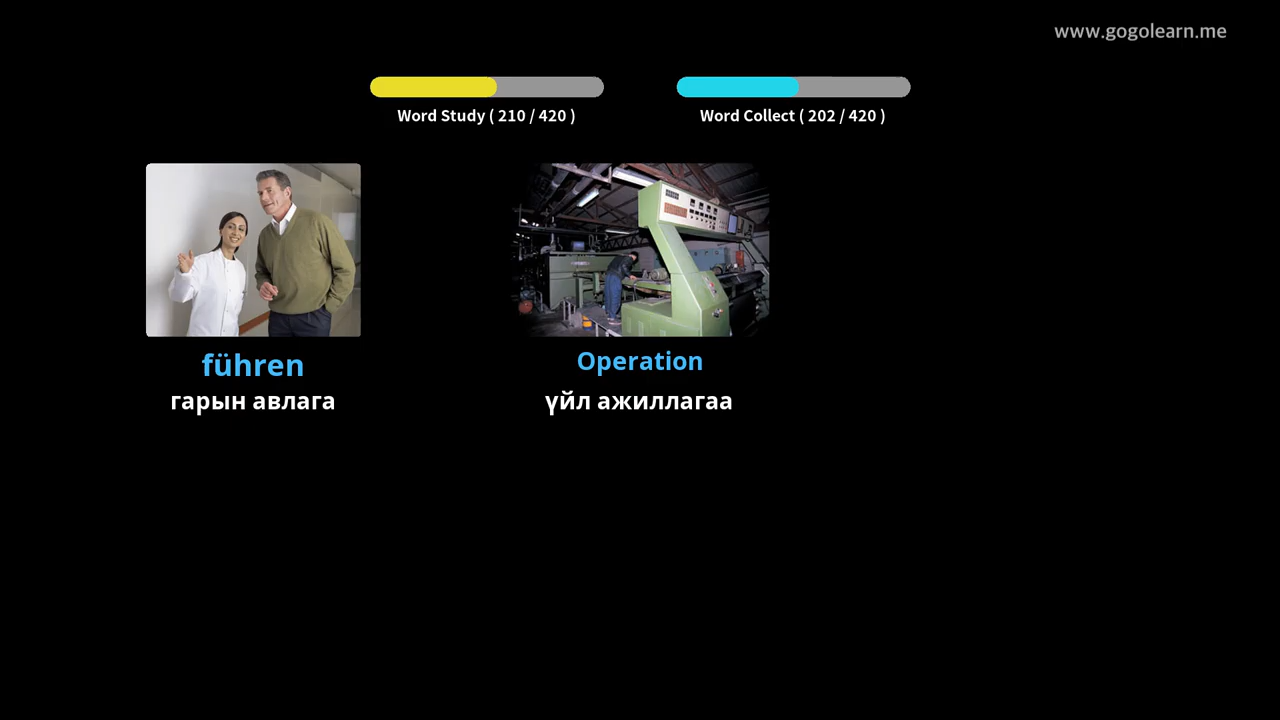 www.gogolearn.me
Word Study ( 210 / 420 )
Word Collect ( 202 / 420 )
führen
Operation
гарын авлага
үйл ажиллагаа